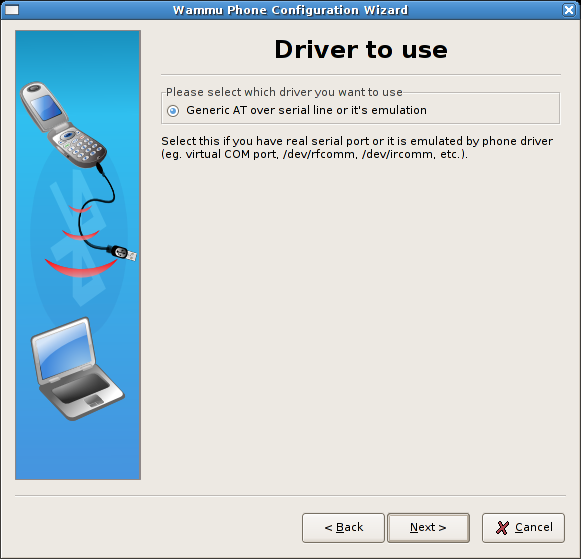 Wammu Phone Configuration Wizard
Driver to use
Please select which driver you want to use
Generic AT over serial line or it's emulation
Select this if you have real serial port or it is emulated by phone driver
(eg. virtual COM port, /dev/rfcomm, /dev/ircomm, etc.).
< Back
Next >
Cancel